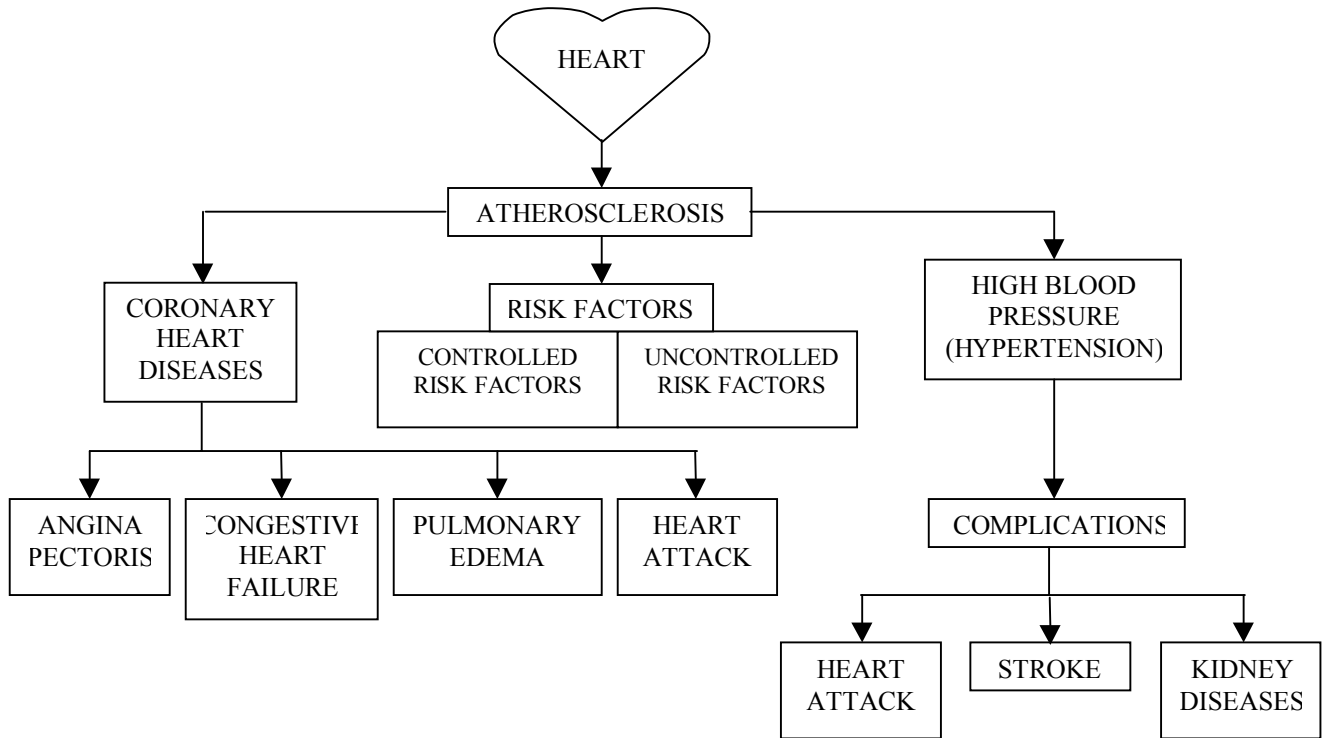 HEART
ATHEROSCLEROSIS
CORONARY
HEART
DISEASES
RISK FACTORS
CONTROLLED
RISK FACTORS
UNCONTROLLED
RISK FACTORS
HIGH BLOOD
PRESSURE
(HYPERTENSION)
ANGINA
PECTORIS
CONGESTIVE
HEART
FAILURE
PULMONARY
EDEMA
HEART
ATTACK
COMPLICATIONS
HEART
ATTACK
STROKE
KIDNEY
DISEASES